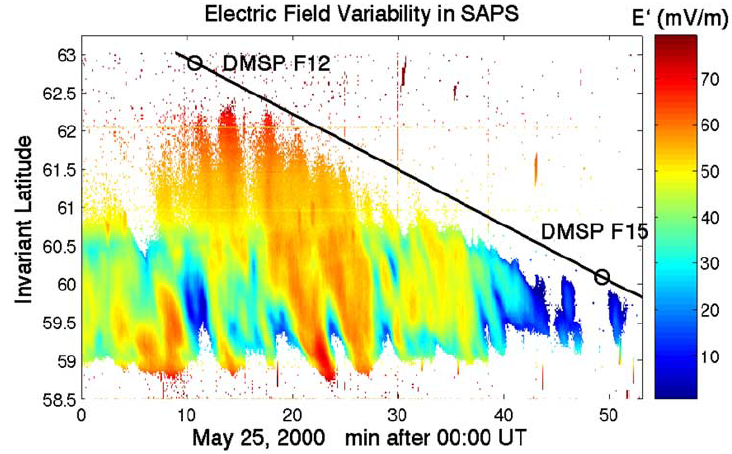 Electric Field Variability in SAPS
E' (mV/m)
63
62.5
62
61.5
61
60.5
60
59.5
59
58.5
Invariant Latitude
DMSP F12
DMSP F15
70
60
50
40
30
20
10
0 10 20 30 40 50
May 25, 2000 min after 00:00 UT